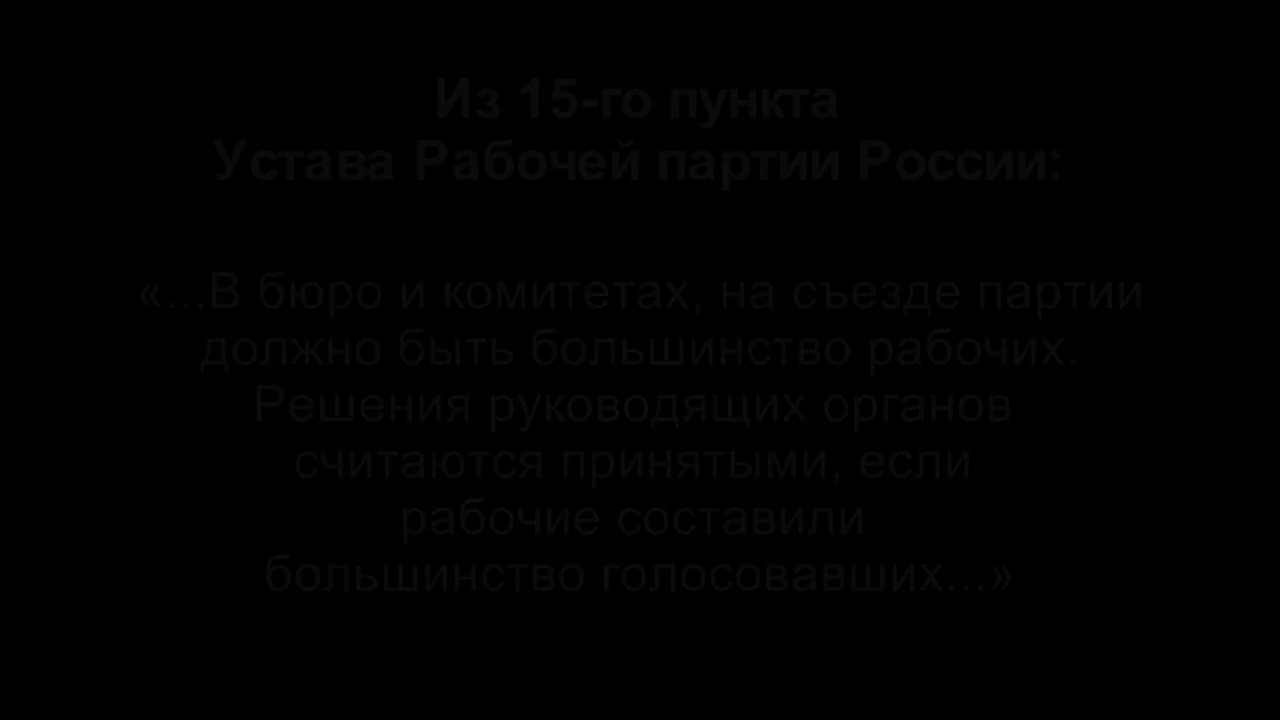 Из 15-го пункта
Устава Рабочей партии России:
«...В бюро и комитетах, на съезде партии
должно быть большинство рабочих.
Решения руководящих органов
считаются принятыми, если
рабочие составили
большинство голосовавших...»